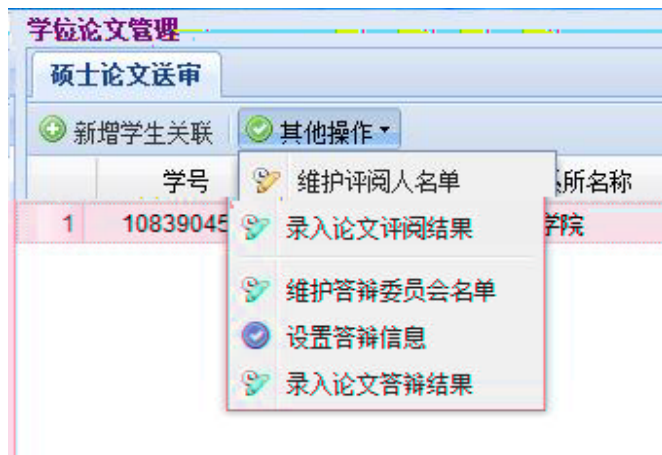 学位论文管理
硕士论文送审
新增学生关联 其他操作
学号 所名称
1 10839045 学院
维护评阅人名单
录入论文评阅结果
维护答辩委员会名单
设置答辩信息
录入论文答辩结果